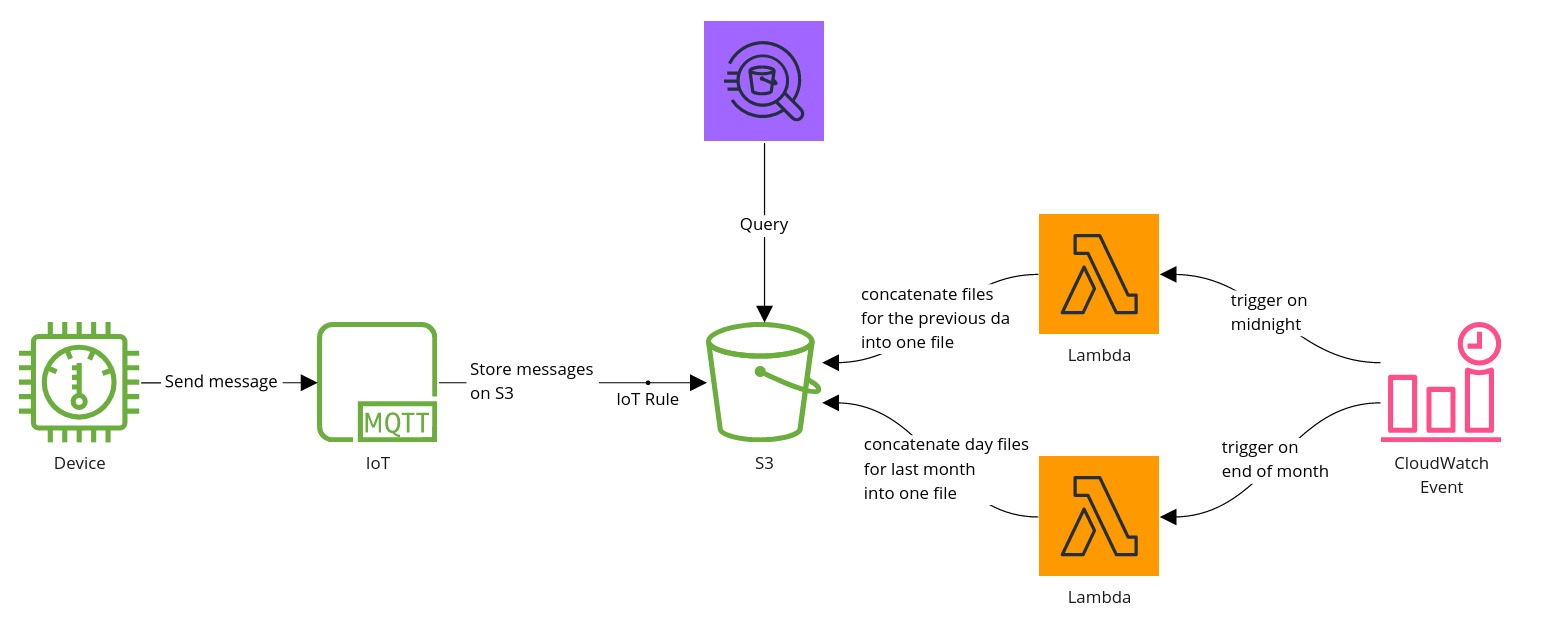 Query
Send message
Device
MQTT
IoT
Store messages
on S3
IoT Rule
S3
concatenate files
for the previous da
into one file
Lambda
trigger on
midnight
concatenate day files
for last month
into one file
Lambda
trigger on
end of month
CloudWatch
Event